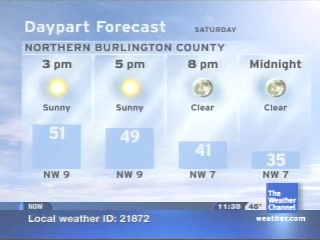 Daypart Forecast SATURDAY
NORTHERN BURLINGTON COUNTY
3 pm 5 pm 8 pm Midnight
Sunny Sunny Clear Clear
51 49 41 35
NW 9 NW 9 NW 7 NW 7
The
Weather
Channel
NOW 11:38 45°
Local weather ID: 21872 weather.com